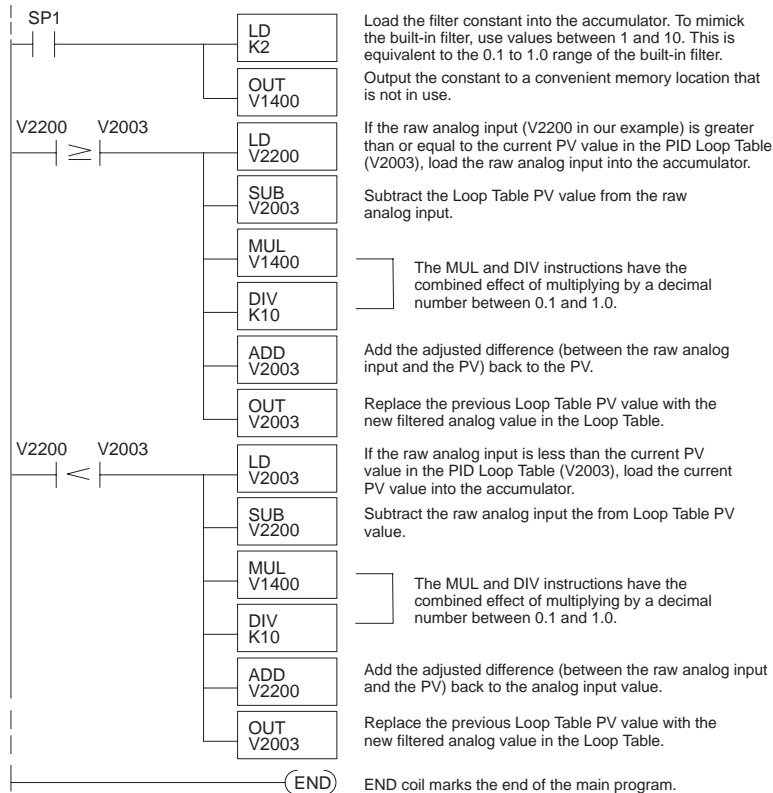 SP1
LD
K2
Load the filter constant into the accumulator. To mimick
the built-in filter, use values between 1 and 10. This is
equivalent to the 0.1 to 1.0 range of the built-in filter.
OUT
V1400
Output the constant to a convenient memory location that
is not in use.
V2200 V2003
≥
LD
V2200
If the raw analog input (V2200 in our example) is greater
than or equal to the current PV value in the PID Loop Table
(V2003), load the raw analog input into the accumulator.
SUB
V2003
Subtract the Loop Table PV value from the raw
analog input.
MUL
V1400
DIV
K10
The MUL and DIV instructions have the
combined effect of multiplying by a decimal
number between 0.1 and 1.0.
ADD
V2003
Add the adjusted difference (between the raw analog
input and the PV) back to the PV.
OUT
V2003
Replace the previous Loop Table PV value with the
new filtered analog value in the Loop Table.
V2200 V2003
<
LD
V2003
If the raw analog input is less than the current PV
value in the PID Loop Table (V2003), load the current
PV value into the accumulator.
SUB
V2200
Subtract the raw analog input the from Loop Table PV
value.
MUL
V1400
DIV
K10
The MUL and DIV instructions have the
combined effect of multiplying by a decimal
number between 0.1 and 1.0.
ADD
V2200
Add the adjusted difference (between the raw analog input
and the PV) back to the analog input value.
OUT
V2003
Replace the previous Loop Table PV value with the
new filtered analog value in the Loop Table.
END
END coil marks the end of the main program.